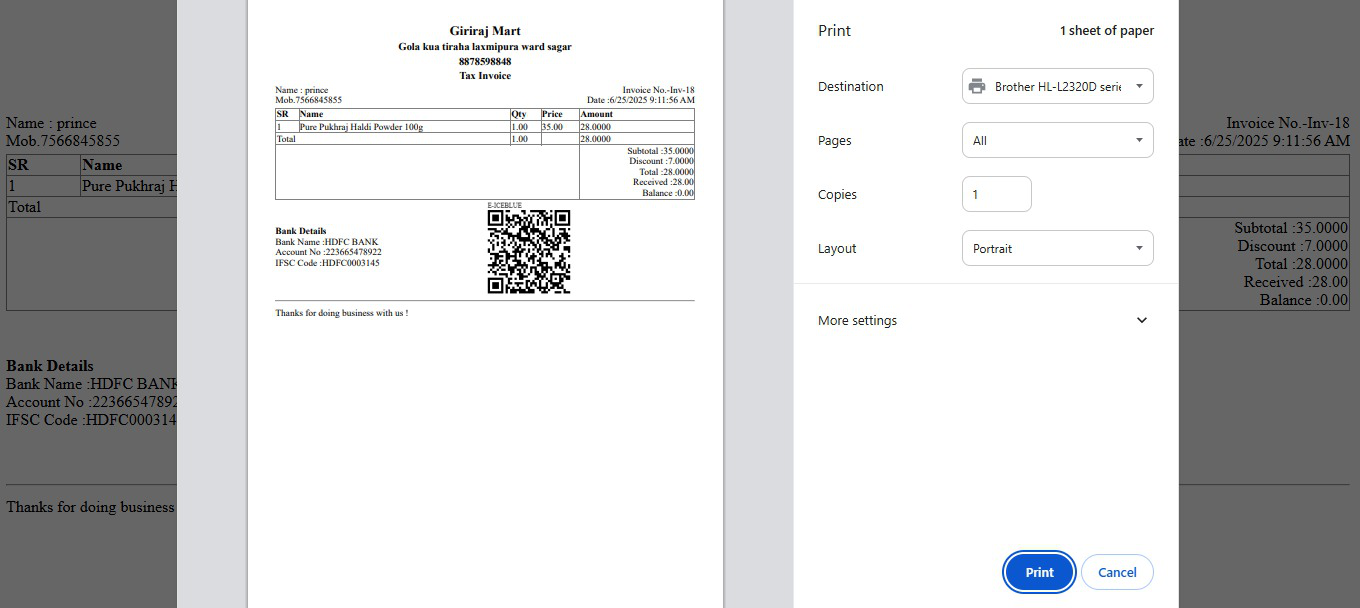 Giriraj Mart
Gola kua tiraha laxmipura ward sagar
8878598848
Tax Invoice
Name : prince
Invoice No.-Inv-18
Mob.7566845855
Date :6/25/2025 9:11:56 AM
SR Name Qty Price Amount
1 Pure Pukhraj Haldi Powder 100g 1.00 35.00 28.0000
Total 1.00 28.0000
Subtotal :35.0000
Discount :7.0000
Total :28.0000
Received :28.00
Balance :0.00
E-ICEBLUE
Bank Details
Bank Name :HDFC BANK
Account No :223665478922
IFSC Code :HDFC0003145
Thanks for doing business with us !
Print
1 sheet of paper
Destination
Brother HL-L2320D serie
Pages
All
Copies
1
Layout
Portrait
More settings
Print
Cancel
Name : prince
Mob.7566845855
SR Name
1 Pure Pukhraj H
Total
Bank Details
Bank Name :HDFC BANK
Account No :22366547892
IFSC Code :HDFC000314
Thanks for doing business
Invoice No.-Inv-18
ate :6/25/2025 9:11:56 AM
Subtotal :35.0000
Discount :7.0000
Total :28.0000
Received :28.00
Balance :0.00